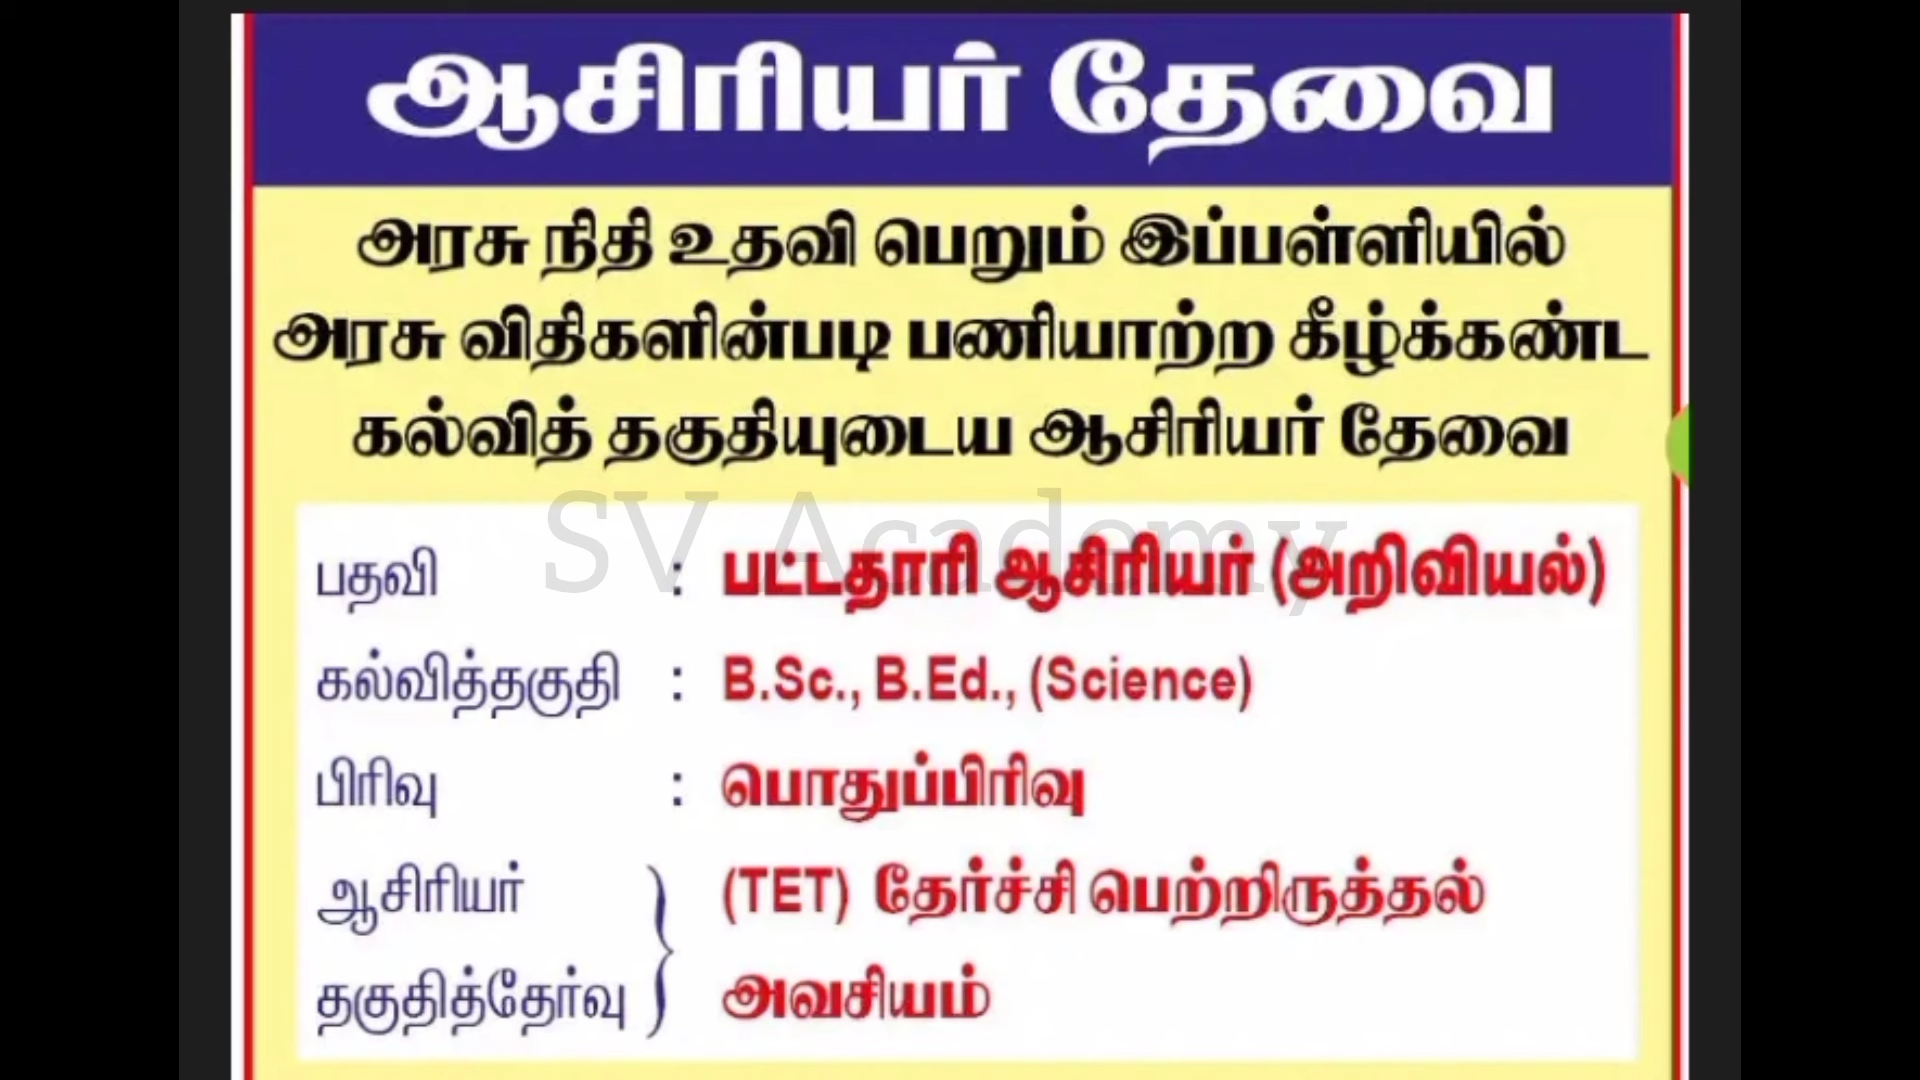 ஆசிரியர் தேவை
அரசு நிதி உதவி பெறும் இப்பள்ளியில்
அரசு விதிகளின்படி பணியாற்ற கீழ்க்கண்ட
கல்வித் தகுதியுடைய ஆசிரியர் தேவை
SV Academy
பதவி : பட்டதாரி ஆசிரியர் (அறிவியல்)
கல்வித்தகுதி : B.Sc., B.Ed., (Science)
பிரிவு : பொதுப்பிரிவு
ஆசிரியர் (TET) தேர்ச்சி பெற்றிருத்தல்
தகுதித்தேர்வு } அவசியம்